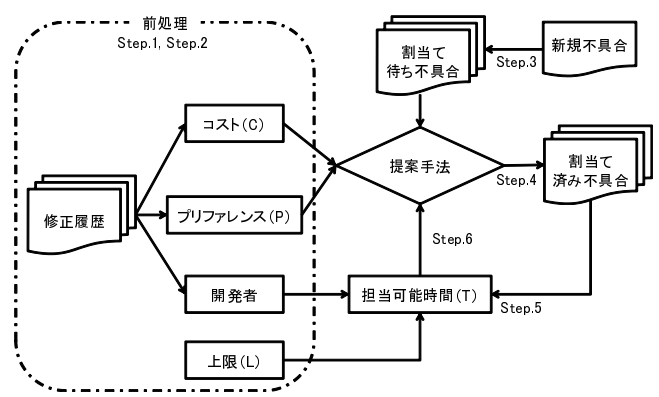 前処理
Step.1, Step.2
割当て
待ち不具合
新規不具合
Step.3
コスト(C)
提案手法
割当て
済み不具合
Step.4
修正履歴
プリファレンス(P)
Step.6
開発者
担当可能時間(T)
Step.5
上限(L)